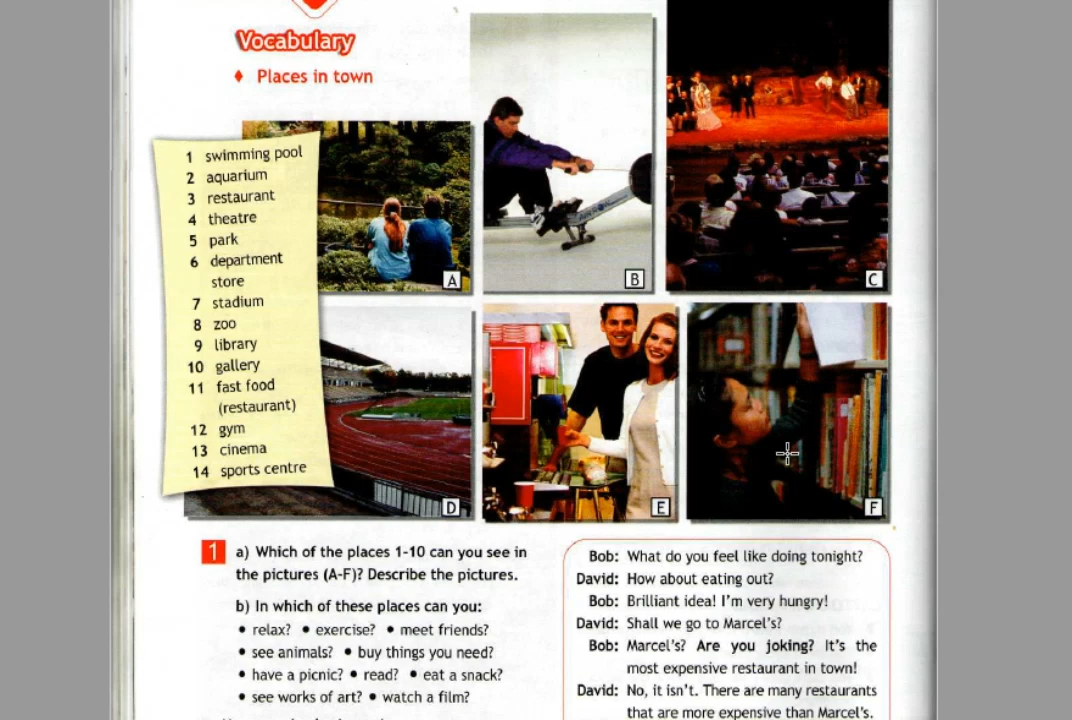 Vocabulary
♦ Places in town
1 swimming pool
2 aquarium
3 restaurant
4 theatre
5 park
6 department
store
7 stadium
8 zoo
9 library
10 gallery
11 fast food
(restaurant)
12 gym
13 cinema
14 sports centre
A
B
C
D
E
F
1 a) Which of the places 1-10 can you see in
the pictures (A-F)? Describe the pictures.
b) In which of these places can you:
• relax? • exercise? • meet friends?
• see animals? • buy things you need?
• have a picnic? • read? • eat a snack?
• see works of art? • watch a film?
Bob: What do you feel like doing tonight?
David: How about eating out?
Bob: Brilliant idea! I'm very hungry!
David: Shall we go to Marcel's?
Bob: Marcel's? Are you joking? It's the
most expensive restaurant in town!
David: No, it isn't. There are many restaurants
that are more expensive than Marcel's.